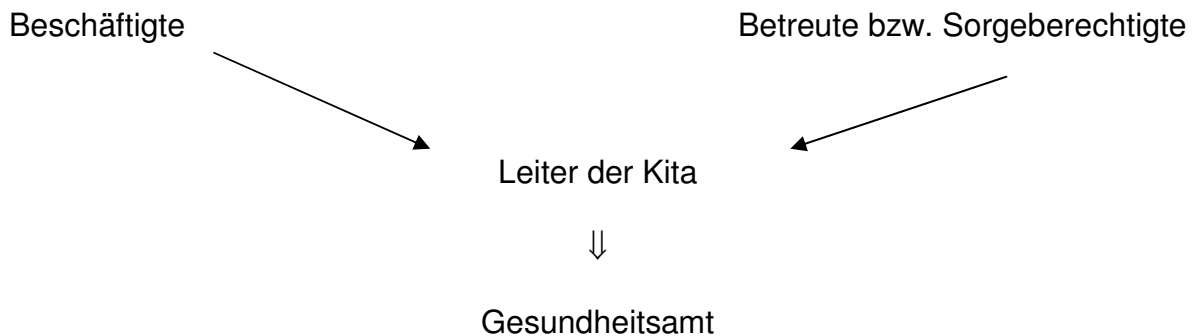 Beschäftigte Betreute bzw. Sorgeberechtigte
Leiter der Kita
⇓
Gesundheitsamt